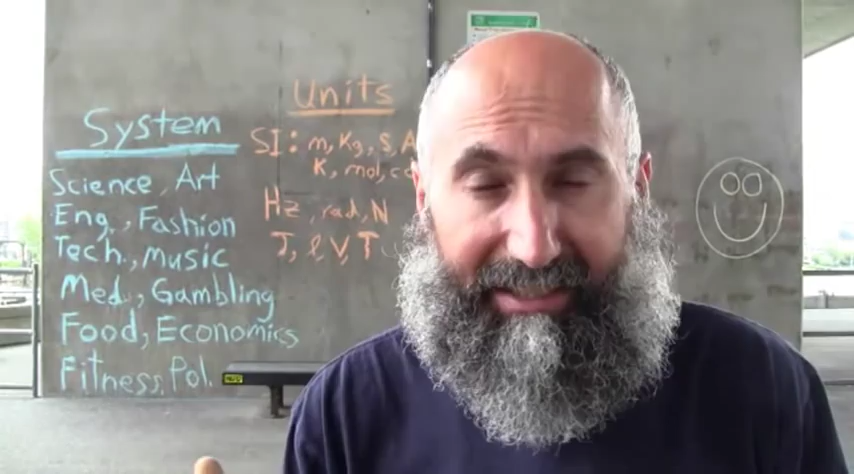 System
Science, Art
Eng., Fashion
Tech., Music
Med., Gambling
Food, Economics
Fitness, Pol.
Units
SI: m, Kg, s, A
K, mol, c
Hz, rad, N
J, l, V, T